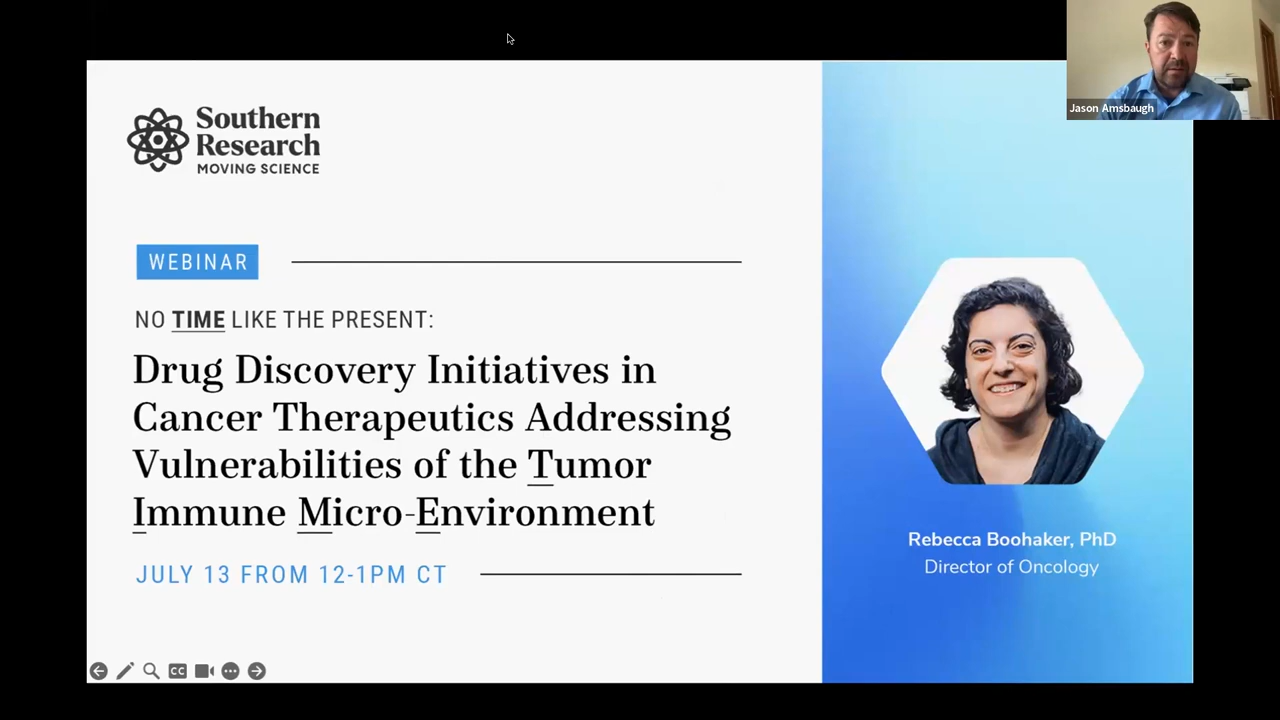 Southern
Research
MOVING SCIENCE
WEBINAR
NO TIME LIKE THE PRESENT:
Drug Discovery Initiatives in
Cancer Therapeutics Addressing
Vulnerabilities of the Tumor
Immune Micro-Environment
JULY 13 FROM 12-1PM CT
Rebecca Boohaker, PhD
Director of Oncology
Jason Amsbaugh
CC